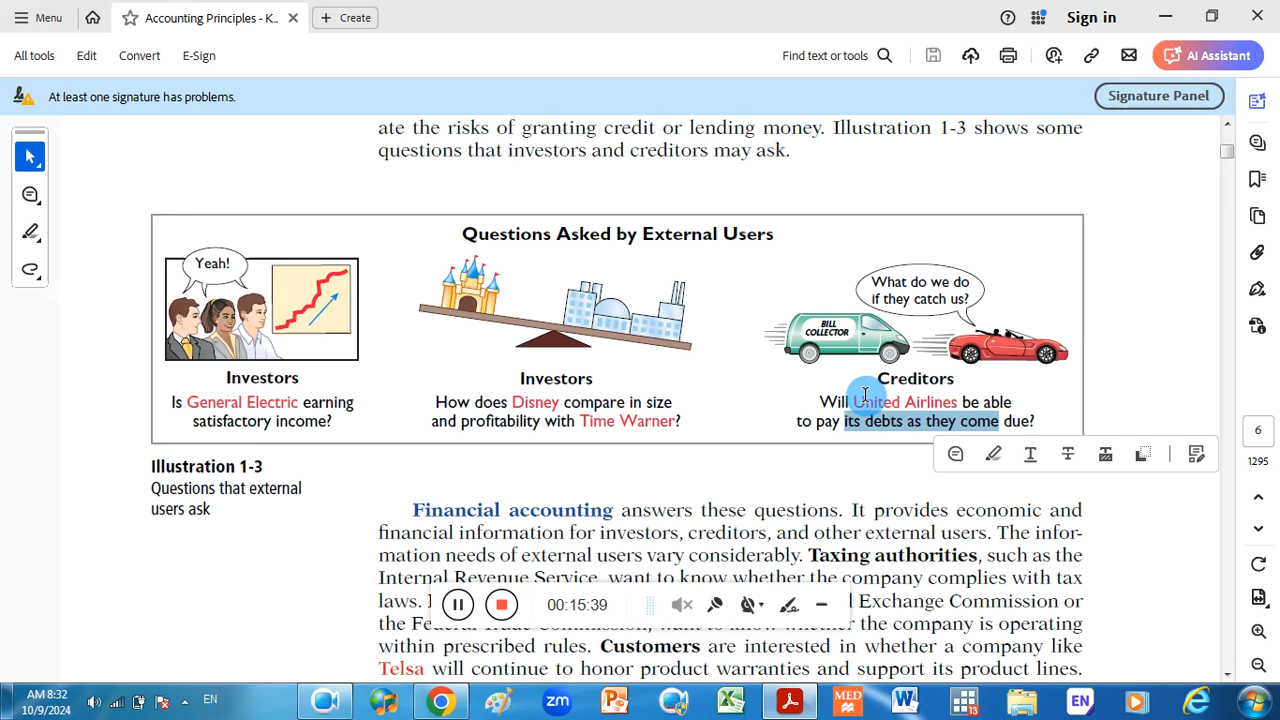 Menu
Accounting Principles - K...
Create
Sign in
All tools
Edit
Convert
E-Sign
Find text or tools
AI Assistant
At least one signature has problems.
Signature Panel
ate the risks of granting credit or lending money. Illustration 1-3 shows some
questions that investors and creditors may ask.
Questions Asked by External Users
Yeah!
What do we do
if they catch us?
BILL
COLLECTOR
Investors
Is General Electric earning
satisfactory income?
Investors
How does Disney compare in size
and profitability with Time Warner?
Creditors
Will United Airlines be able
to pay its debts as they come due?
Illustration 1-3
Questions that external
users ask
Financial accounting answers these questions. It provides economic and
financial information for investors, creditors, and other external users. The infor-
mation needs of external users vary considerably. Taxing authorities, such as the
Internal Revenue Service, want to know whether the company complies with tax
laws.
Exchange Commission or
the Federal Trade Commission, want to know whether the company is operating
within prescribed rules. Customers are interested in whether a company like
Telsa will continue to honor product warranties and support its product lines.
00:15:39
6
1295
AM 8:32
10/9/2024
EN
zm
MED
13
EN